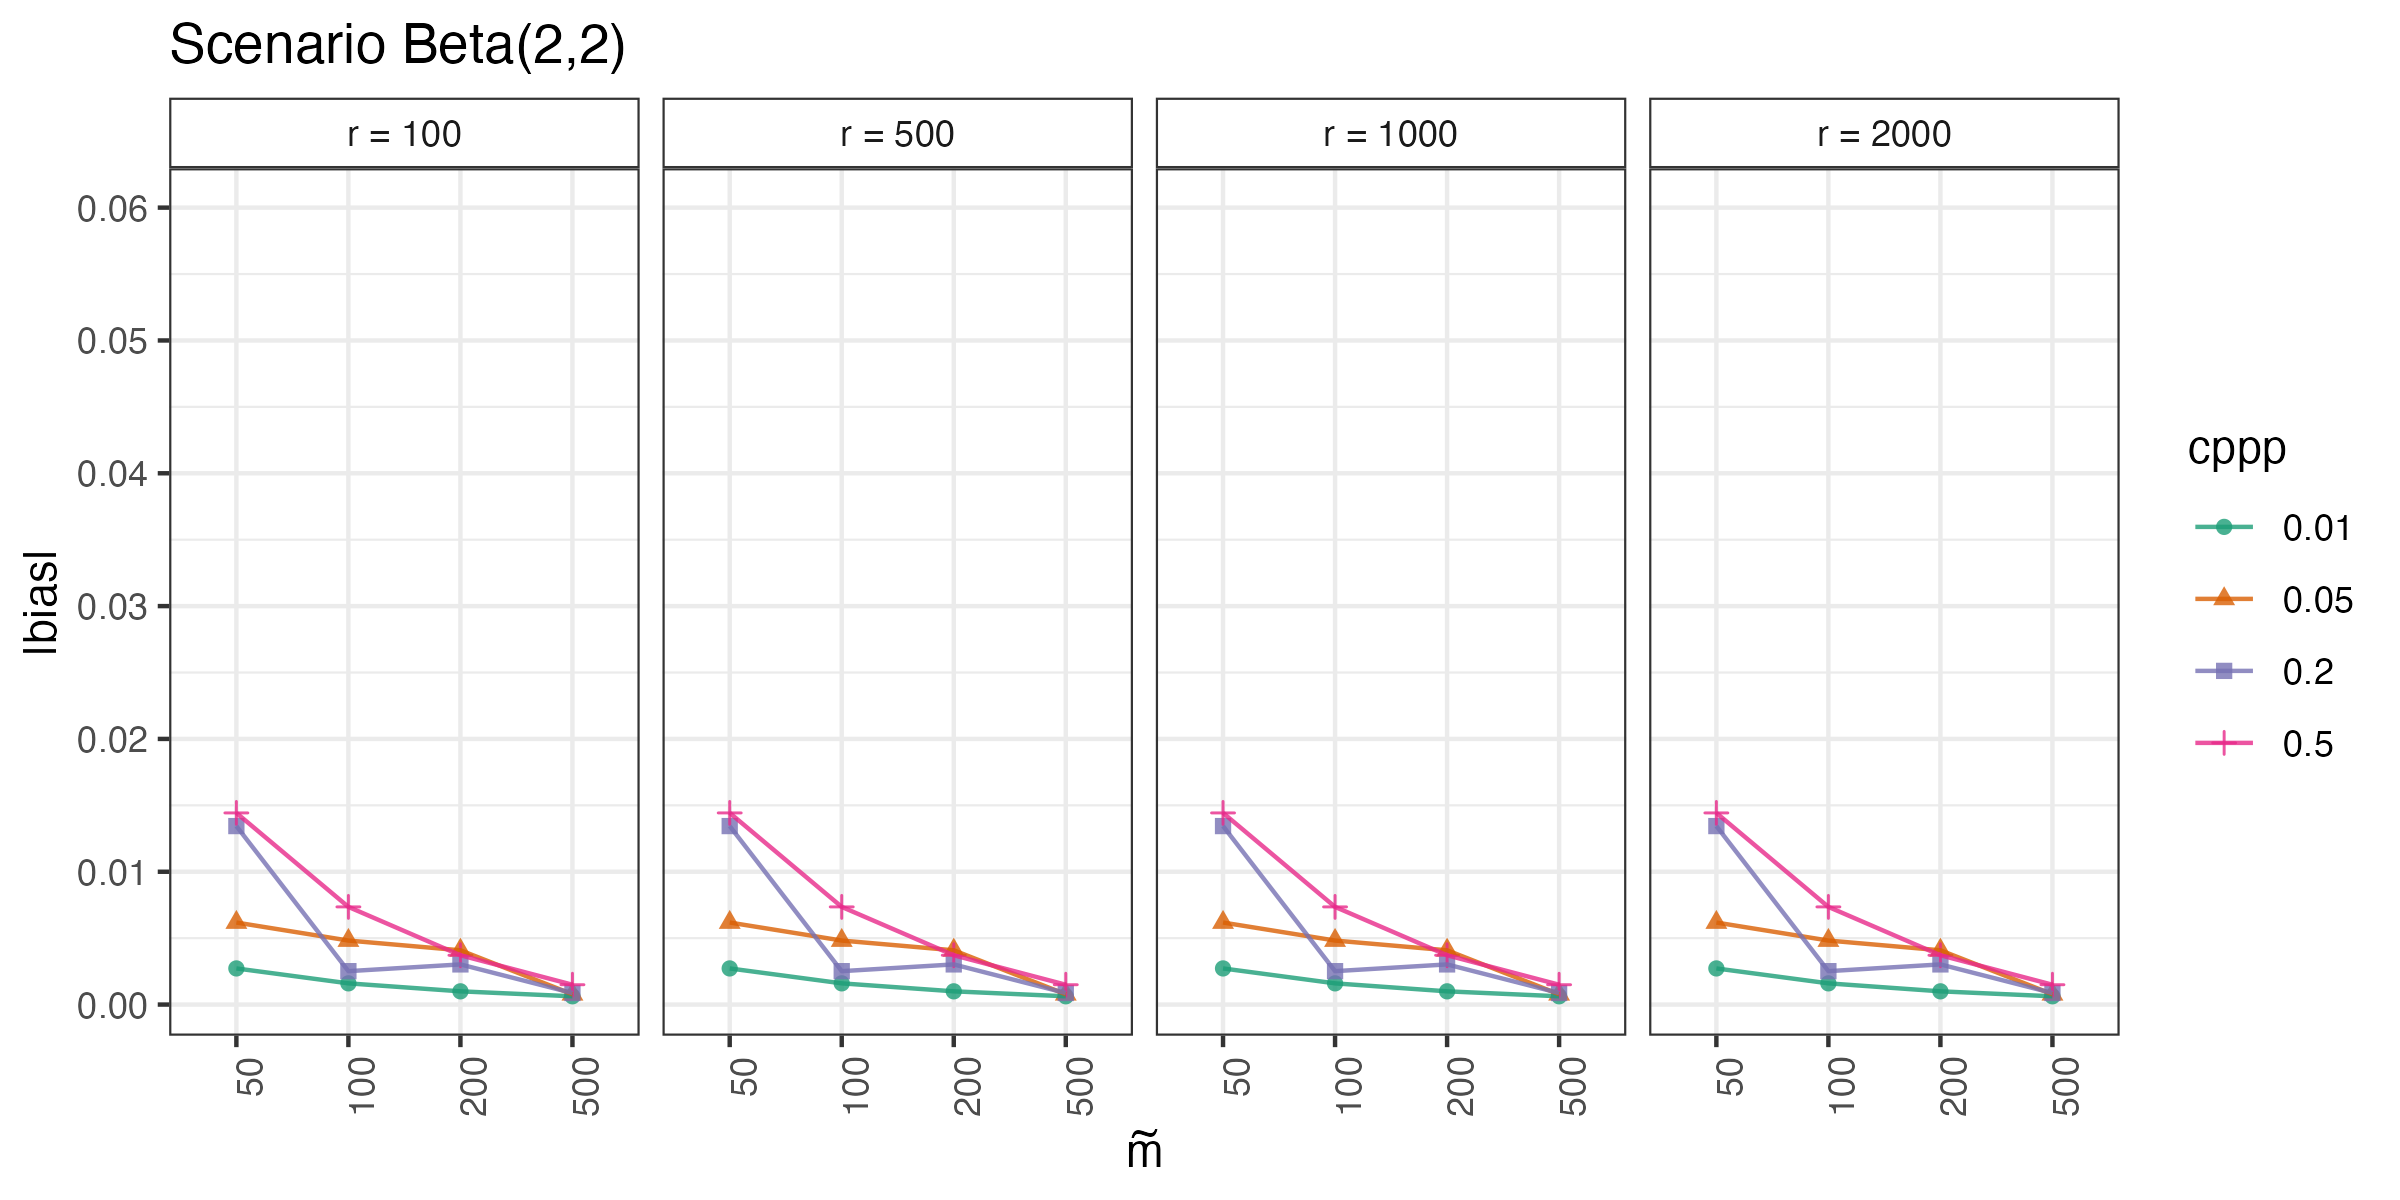 Scenario Beta(2,2)
r = 100
r = 500
r = 1000
r = 2000
0.06
0.05
0.04
0.03
0.02
0.01
0.00
|bias|
50 100 200 500
50 100 200 500
50 100 200 500
50 100 200 500
m̃
cppp
0.01
0.05
0.2
0.5